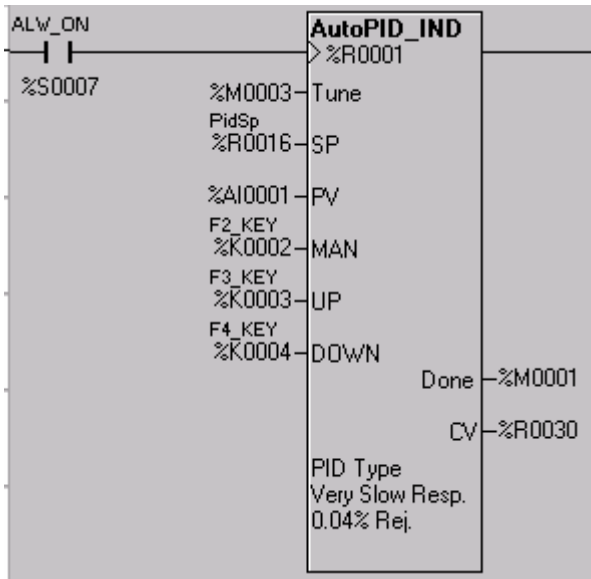 ALW_ON
%S0007
AutoPID_IND
%R0001
%M0003 Tune
PidSp
%R0016 SP
%AI0001 PV
F2_KEY
%K0002 MAN
F3_KEY
%K0003 UP
F4_KEY
%K0004 DOWN
Done %M0001
CV %R0030
PID Type
Very Slow Resp.
0.04% Rej.